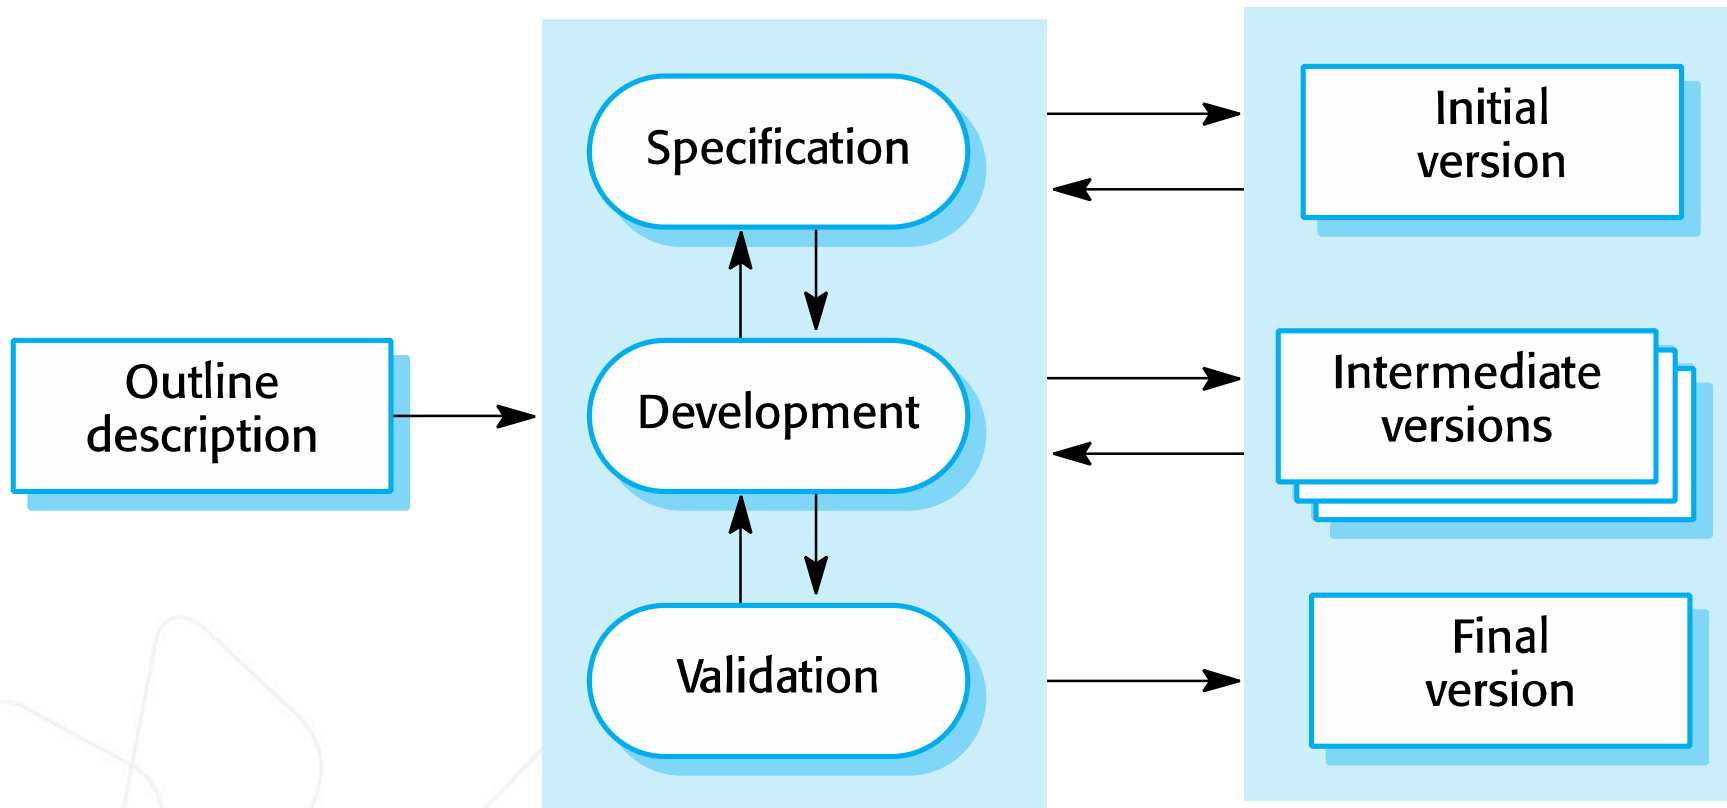 Outline
description
Specification
Development
Validation
Initial
version
Intermediate
versions
Final
version